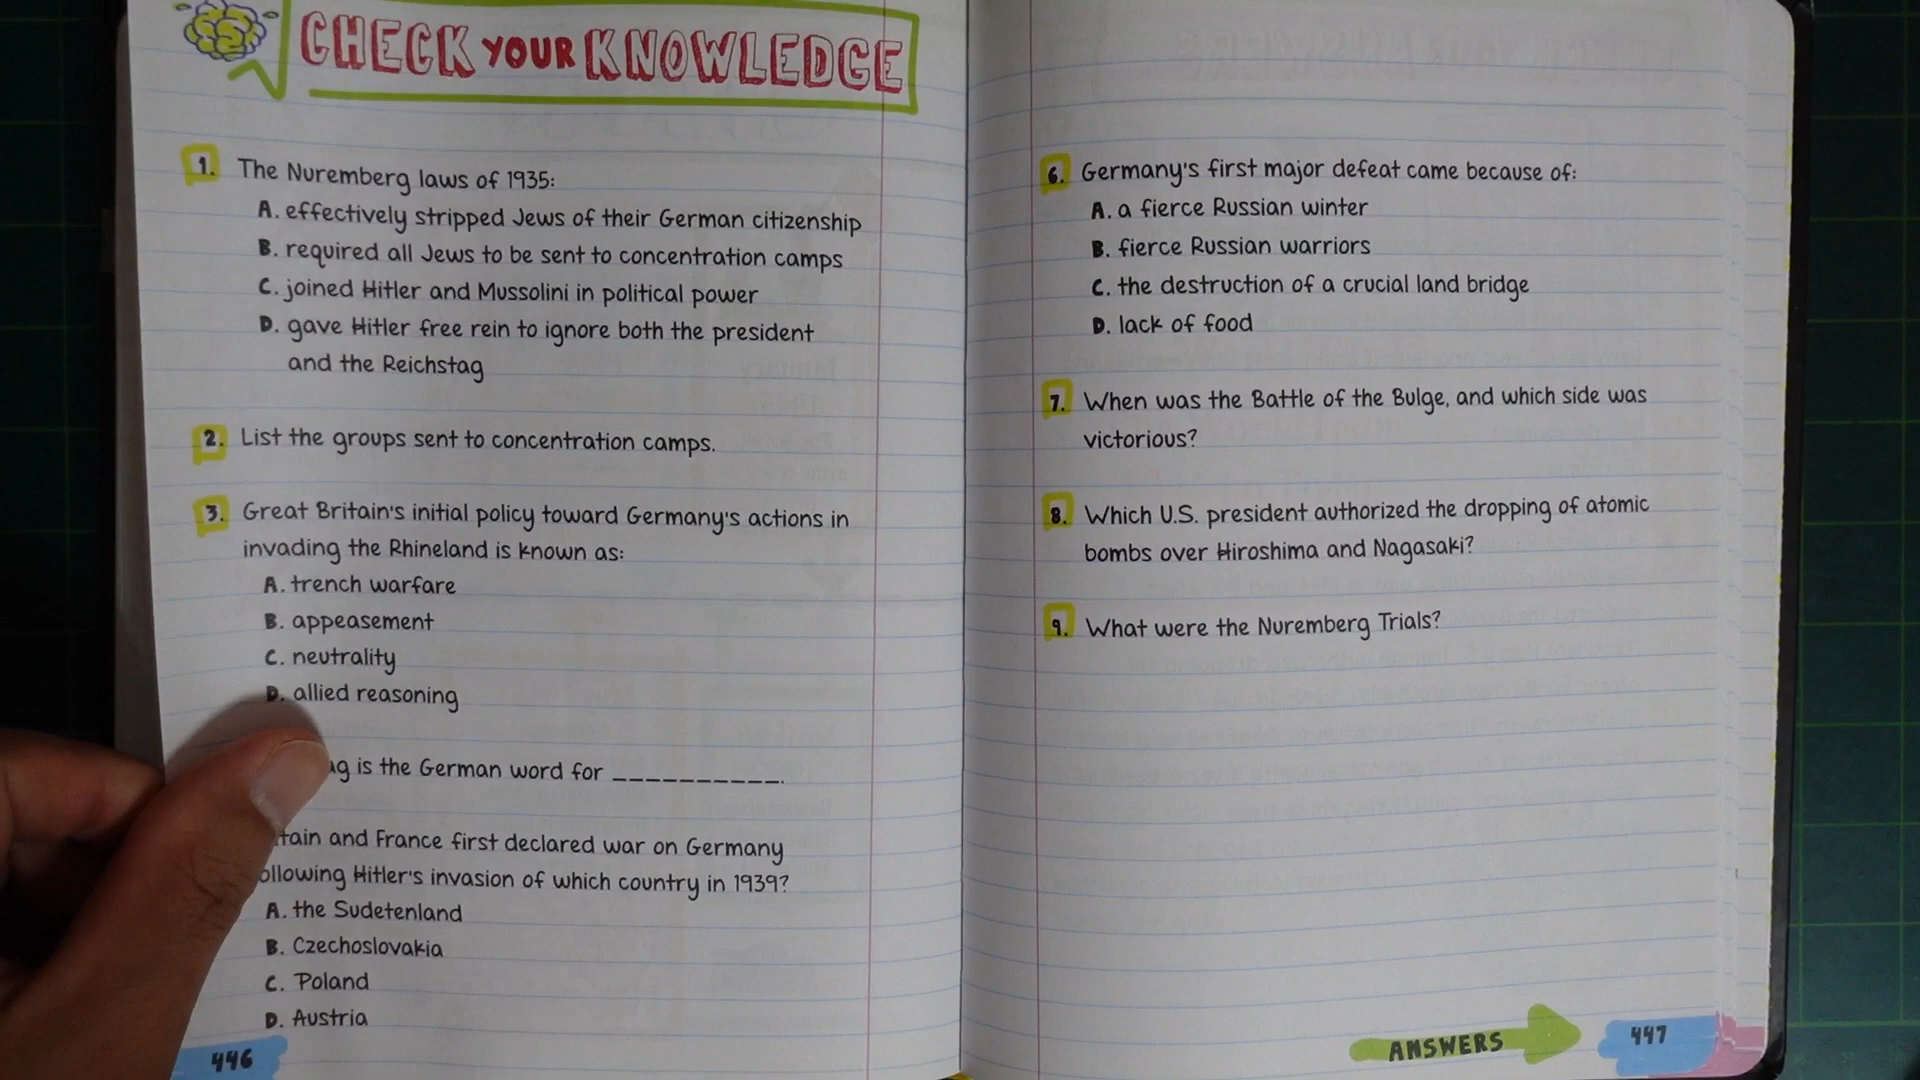 CHECK YOUR KNOWLEDGE
1. The Nuremberg laws of 1935:
A. effectively stripped Jews of their German citizenship
B. required all Jews to be sent to concentration camps
C. joined Hitler and Mussolini in political power
D. gave Hitler free rein to ignore both the president
and the Reichstag
2. List the groups sent to concentration camps.
3. Great Britain's initial policy toward Germany's actions in
invading the Rhineland is known as:
A. trench warfare
B. appeasement
C. neutrality
D. allied reasoning
is the German word for __________.
and France first declared war on Germany
Hitler's invasion of which country in 1939?
A. the Sudetenland
B. Czechoslovakia
C. Poland
D. Austria
446
6. Germany's first major defeat came because of:
A. a fierce Russian winter
B. fierce Russian warriors
C. the destruction of a crucial land bridge
D. lack of food
7. When was the Battle of the Bulge, and which side was
victorious?
8. Which U.S. president authorized the dropping of atomic
bombs over Hiroshima and Nagasaki?
9. What were the Nuremberg Trials?
ANSWERS
447